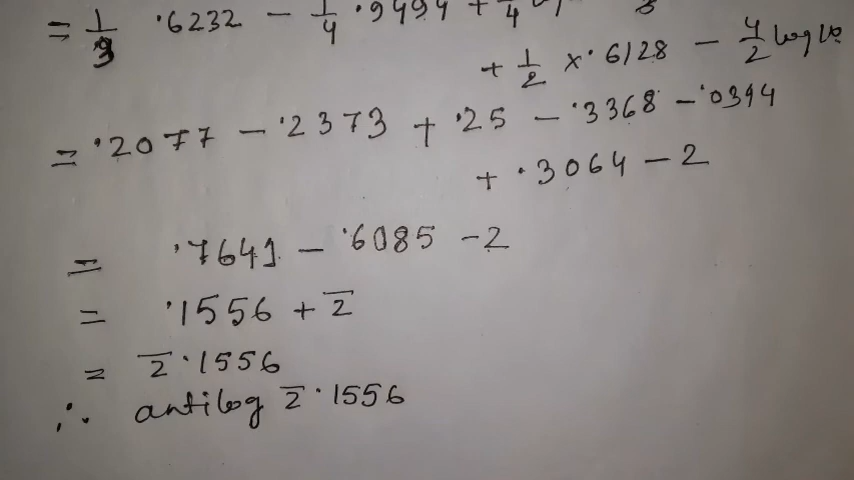 = 1/3 ·6232 − 1/4 ·9494 + 1/4
+ 1/2 × ·6128 − 4/2 log 10
= ·2077 − ·2373 + ·25 − ·3368 − ·0394
+ ·3064 − 2
= ·7641 − ·6085 − 2
= ·1556 + 2̅
= 2̅·1556
∴ antilog 2̅·1556